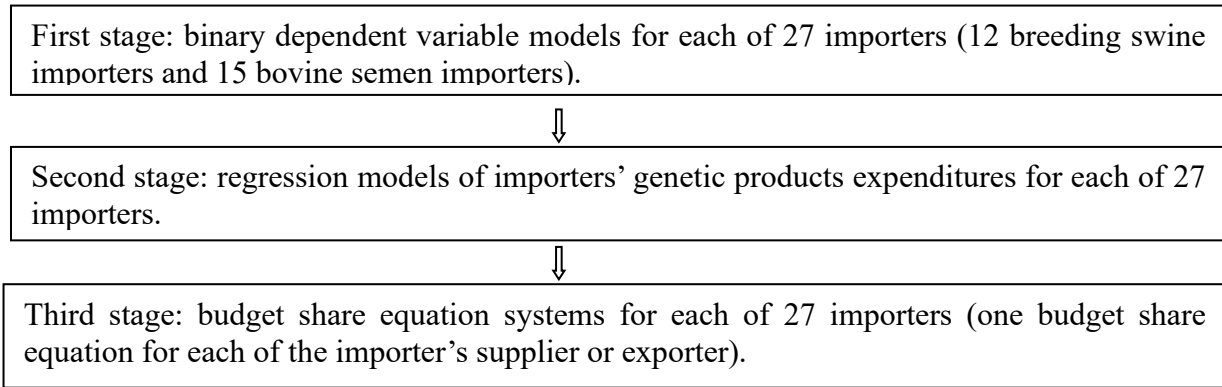 First stage: binary dependent variable models for each of 27 importers (12 breeding swine
importers and 15 bovine semen importers).
Second stage: regression models of importers’ genetic products expenditures for each of 27
importers.
Third stage: budget share equation systems for each of 27 importers (one budget share
equation for each of the importer’s supplier or exporter).